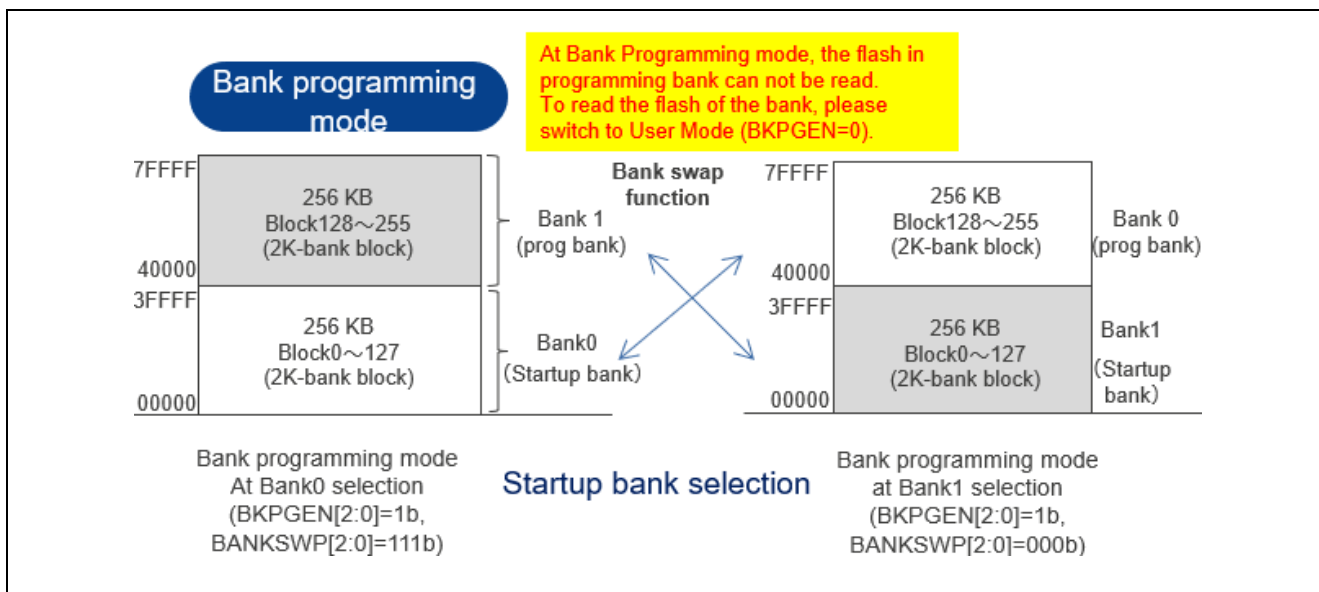 Bank programming
mode
At Bank Programming mode, the flash in
programming bank can not be read.
To read the flash of the bank, please
switch to User Mode (BKPGEN=0).
7FFFF
256 KB
Block128～255
(2K-bank block)
40000
Bank 1
(prog bank)
3FFFF
256 KB
Block0～127
(2K-bank block)
00000
Bank0
（Startup bank）
Bank swap
function
7FFFF
256 KB
Block128～255
(2K-bank block)
40000
Bank 0
(prog bank)
3FFFF
256 KB
Block0～127
(2K-bank block)
00000
Bank1
（Startup
bank）
Bank programming mode
At Bank0 selection
(BKPGEN[2:0]=1b,
BANKSWP[2:0]=111b)
Startup bank selection
Bank programming mode
at Bank1 selection
(BKPGEN[2:0]=1b,
BANKSWP[2:0]=000b)